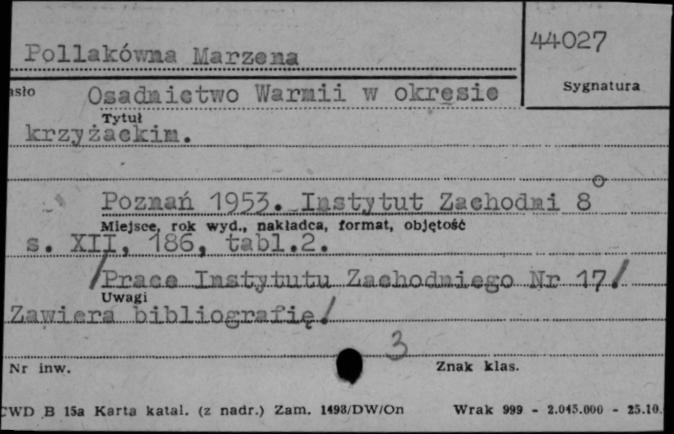 Pollakówna Marzena
44027
Sygnatura
asło Osadnictwo Warmii w okresie
Tytuł
krzyżackim.
Poznań 1953. Instytut Zachodni 8°
Miejsce, rok wyd., nakładca, format, objętość
s. XII, 186, tabl.2.
/Prace Instytutu Zachodniego Nr 17/
Uwagi
Zawiera bibliografię/
3
Nr inw.
Znak klas.
CWD B 15a Karta katal. (z nadr.) Zam. 1498/DW/On Wrak 999 - 2.045.000 - 25.10.